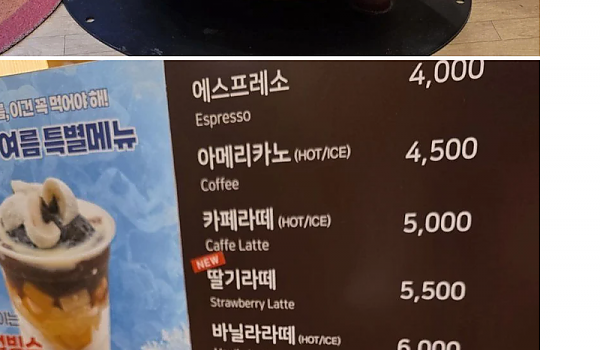 이건 꼭 먹어야 해!
여름 특별메뉴
에스프레소 4,000
Espresso
아메리카노 (HOT/ICE) 4,500
Coffee
카페라떼 (HOT/ICE) 5,000
Caffe Latte
NEW
딸기라떼 5,500
Strawberry Latte
바닐라라떼 (HOT/ICE) 6,000